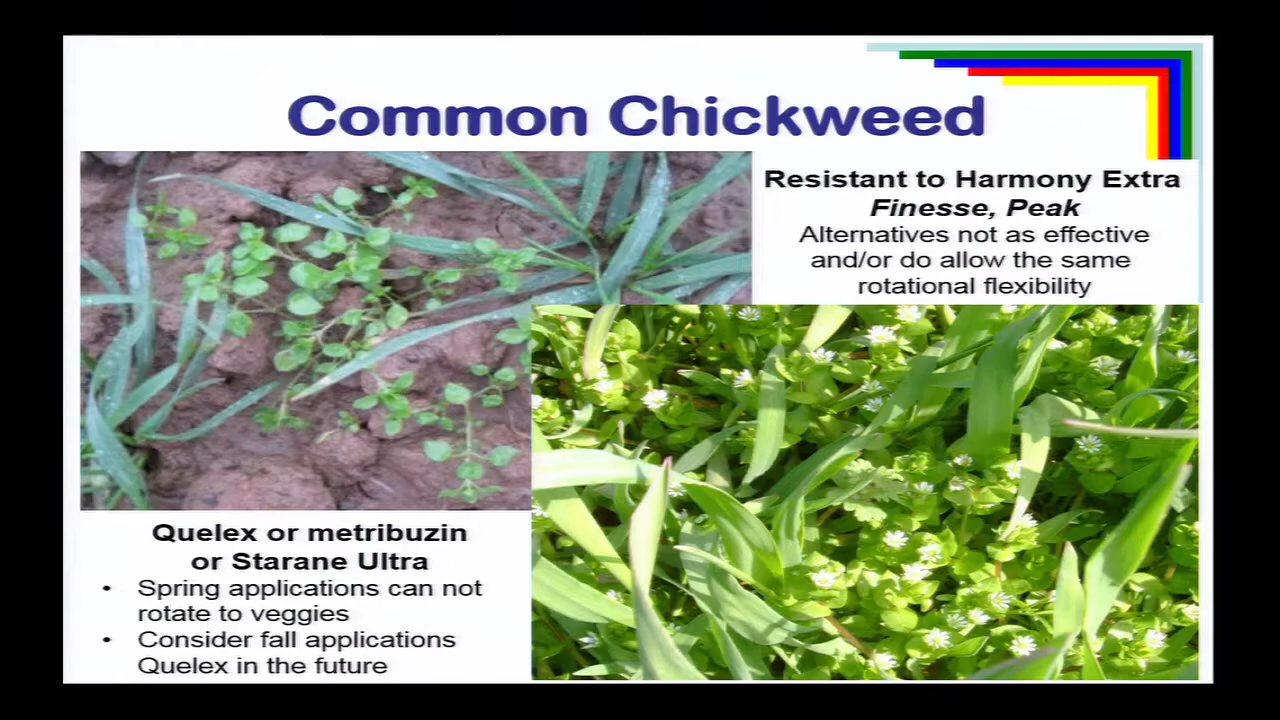 Common Chickweed
Resistant to Harmony Extra
Finesse, Peak
Alternatives not as effective
and/or do allow the same
rotational flexibility
Quelex or metribuzin
or Starane Ultra
• Spring applications can not
rotate to veggies
• Consider fall applications
Quelex in the future